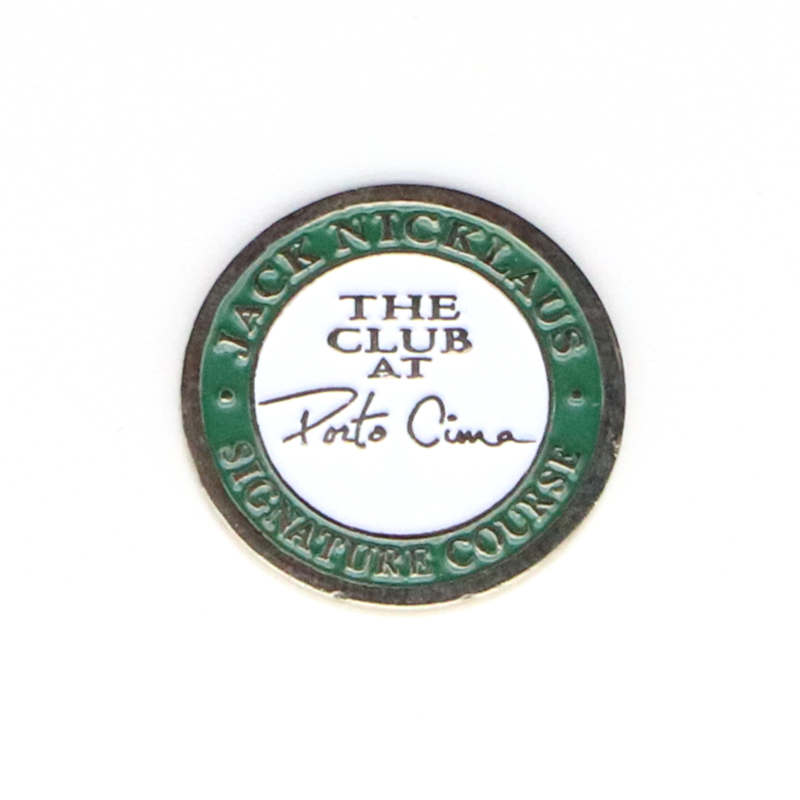 JACK NICKLAUS
THE
CLUB
AT
Porto Cima
SIGNATURE COURSE